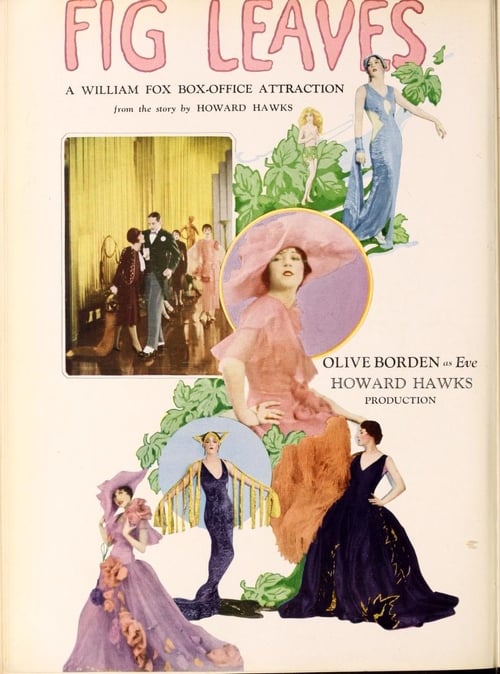 FIG LEAVES
A WILLIAM FOX BOX-OFFICE ATTRACTION
from the story by HOWARD HAWKS
OLIVE BORDEN as Eve
HOWARD HAWKS
PRODUCTION